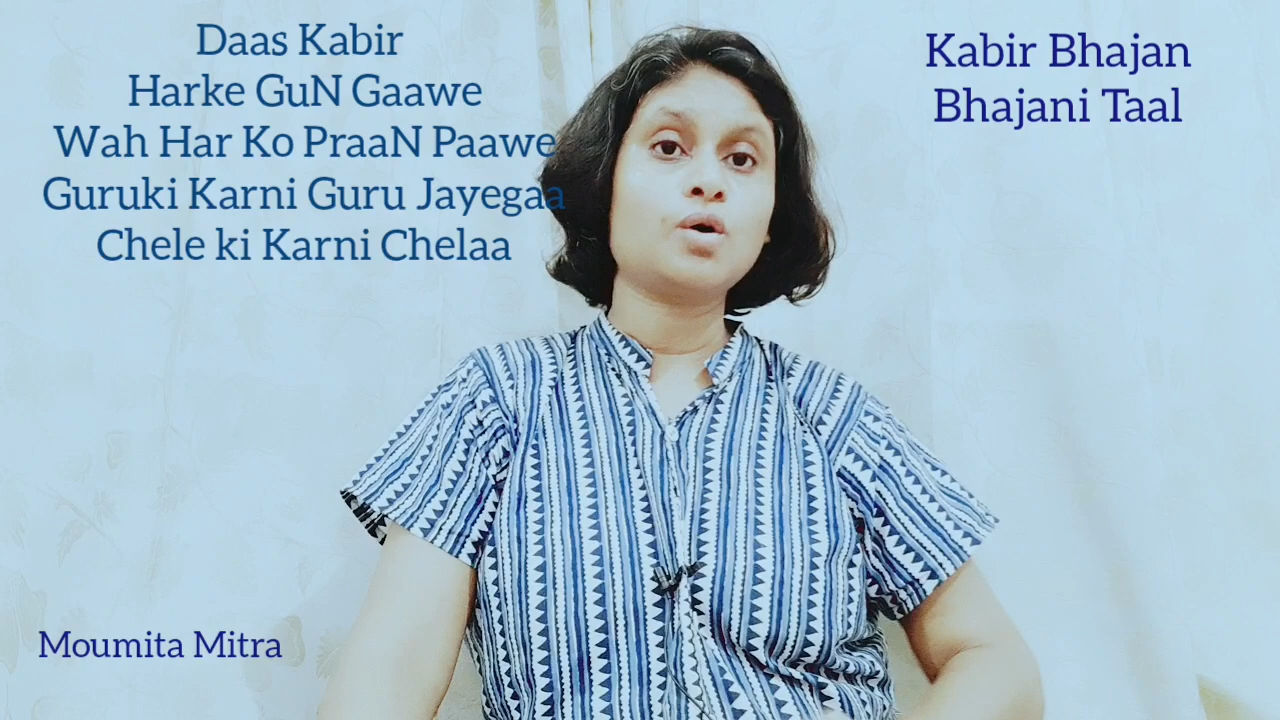 Daas Kabir
Harke GuN Gaawe
Wah Har Ko PraaN Paawe
Guruki Karni Guru Jayegaa
Chele ki Karni Chelaa
Kabir Bhajan
Bhajani Taal
Moumita Mitra